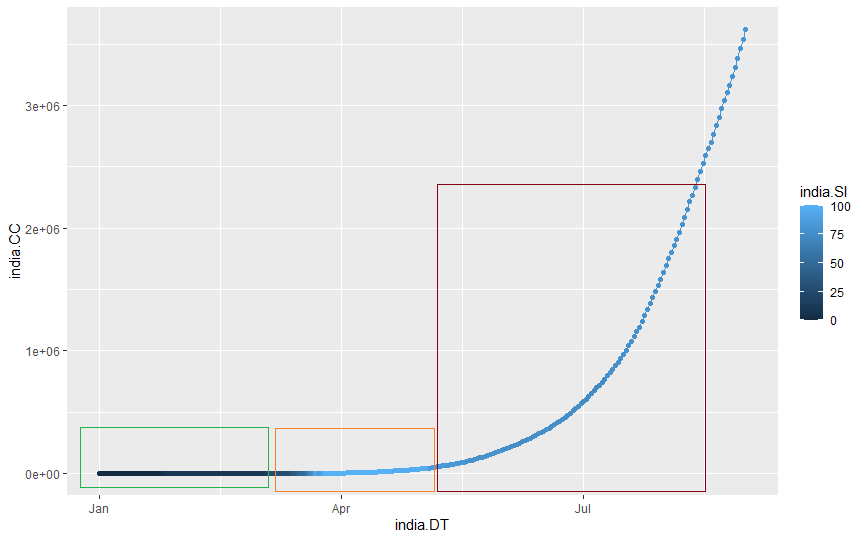 india.CC
3e+06
2e+06
1e+06
0e+00
Jan
Apr
Jul
india.DT
india.SI
100
75
50
25
0